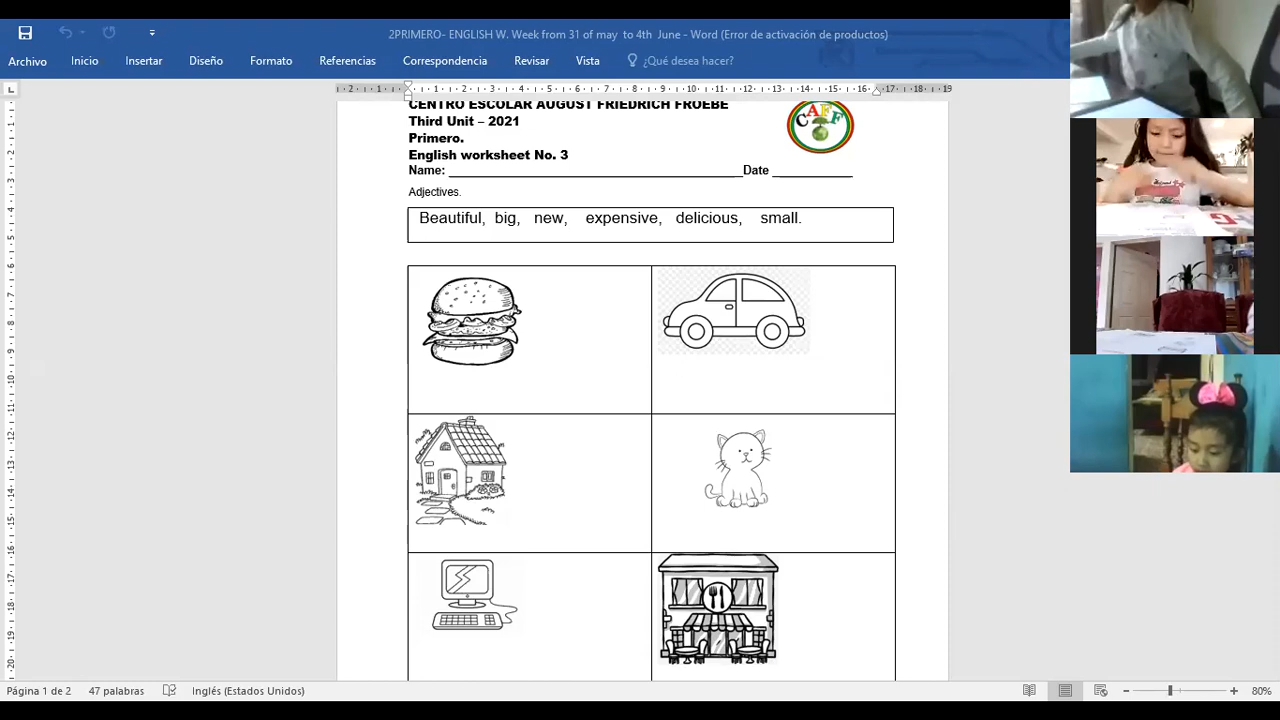 2PRIMERO- ENGLISH W. Week from 31 of may to 4th June - Word (Error de activación de productos)
Archivo Inicio Insertar Diseño Formato Referencias Correspondencia Revisar Vista ¿Qué desea hacer?
CENTRO ESCOLAR AUGUST FRIEDRICH FROEBE
Third Unit – 2021
CAFF
Primero.
English worksheet No. 3
Name: Date
Adjectives.
Beautiful, big, new, expensive, delicious, small.
Página 1 de 2 47 palabras Inglés (Estados Unidos) 80%